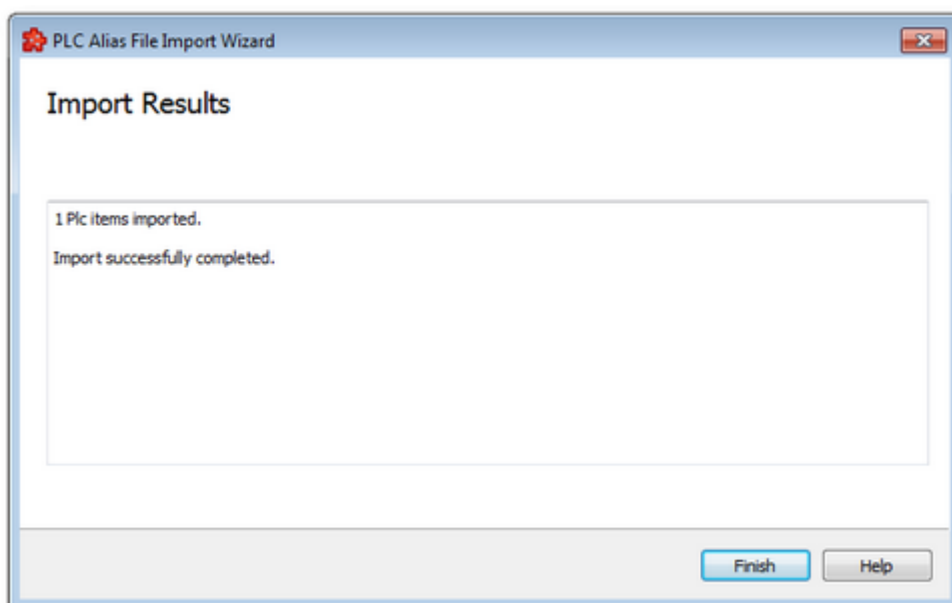 PLC Alias File Import Wizard
Import Results
1 Plc items imported.
Import successfully completed.
Finish
Help